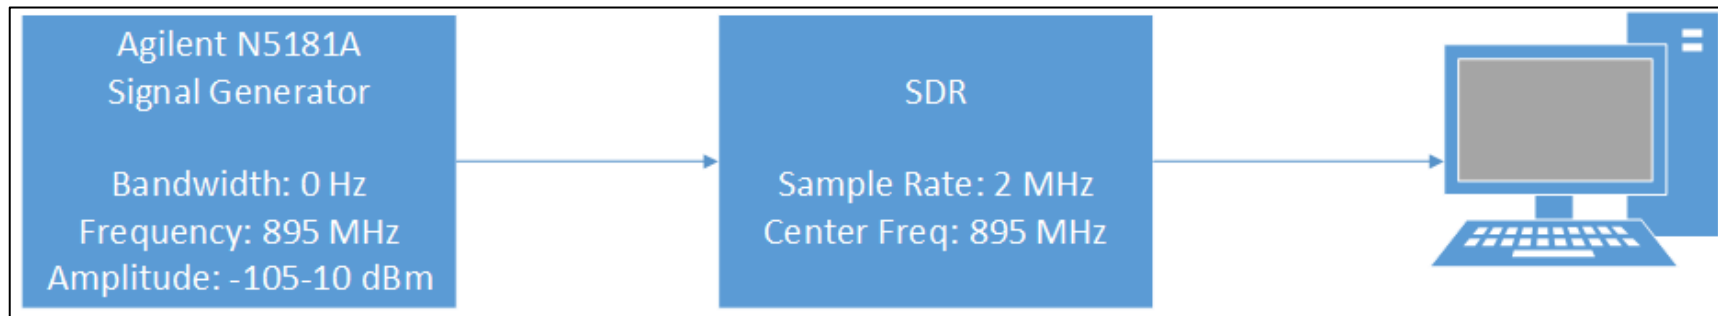 Agilent N5181A
Signal Generator
Bandwidth: 0 Hz
Frequency: 895 MHz
Amplitude: -105-10 dBm
SDR
Sample Rate: 2 MHz
Center Freq: 895 MHz